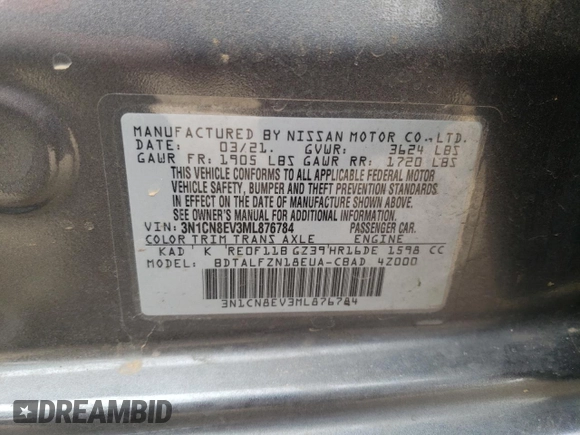 MANUFACTURED BY NISSAN MOTOR CO.,LTD.
DATE: 03/21. GVWR: 3624 LBS
GAWR FR: 1905 LBS GAWR RR: 1720 LBS
THIS VEHICLE CONFORMS TO ALL APPLICABLE FEDERAL MOTOR
VEHICLE SAFETY, BUMPER AND THEFT PREVENTION STANDARDS
IN EFFECT ON THE DATE OF MANUFACTURE SHOWN ABOVE.
SEE OWNER'S MANUAL FOR ADDITIONAL INFORMATION.
VIN: 3N1CN8EV3ML876784 PASSENGER CAR.
COLOR TRIM TRANS AXLE ENGINE
KAD ' K 'RE0F11B GZ39'HR16DE 1598 CC
MODEL BDTALFZN18EUA-CBAD 4Z000
3N1CN8EV3ML876784
DREAMBID